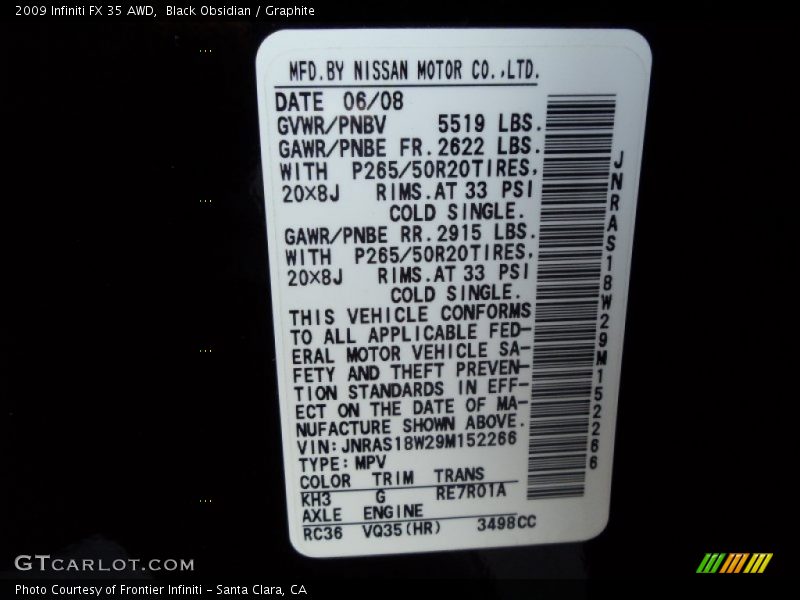 2009 Infiniti FX 35 AWD,  Black Obsidian / Graphite
MFD.BY NISSAN MOTOR CO.,LTD.
DATE 06/08
GVWR/PNBV 5519 LBS.
GAWR/PNBE FR.2622 LBS.
WITH P265/50R20TIRES,
20×8J RIMS.AT 33 PSI
COLD SINGLE.
GAWR/PNBE RR.2915 LBS.
WITH P265/50R20TIRES,
20×8J RIMS.AT 33 PSI
COLD SINGLE.
THIS VEHICLE CONFORMS
TO ALL APPLICABLE FED-
ERAL MOTOR VEHICLE SA-
FETY AND THEFT PREVEN-
TION STANDARDS IN EFF-
ECT ON THE DATE OF MA-
NUFACTURE SHOWN ABOVE.
VIN:JNRAS18W29M152266
TYPE:MPV
COLOR TRIM TRANS
KH3 G RE7R01A
AXLE ENGINE
RC36 VQ35(HR) 3498CC
JNRAS18W29M152266
GTCARLOT.COM
Photo Courtesy of Frontier Infiniti - Santa Clara, CA